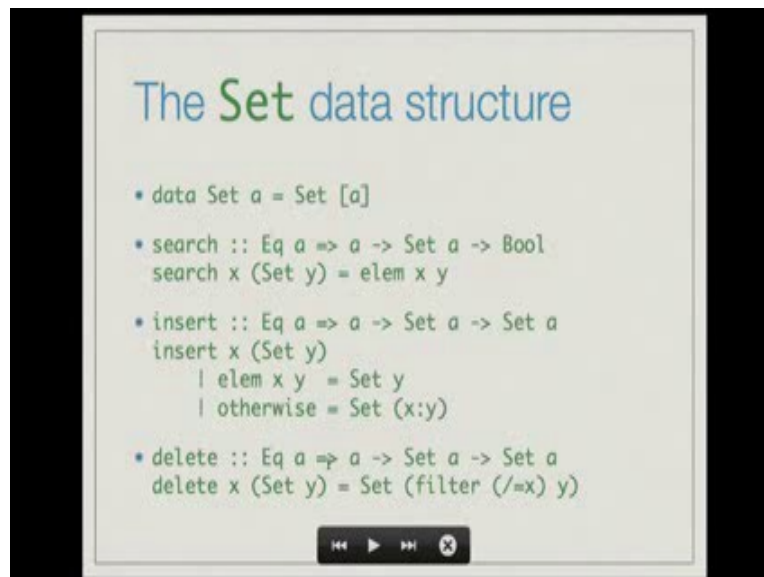 The Set data structure
• data Set a = Set [a]
• search :: Eq a => a -> Set a -> Bool
search x (Set y) = elem x y
• insert :: Eq a => a -> Set a -> Set a
insert x (Set y)
| elem x y = Set y
| otherwise = Set (x:y)
• delete :: Eq a => a -> Set a -> Set a
delete x (Set y) = Set (filter (/=x) y)